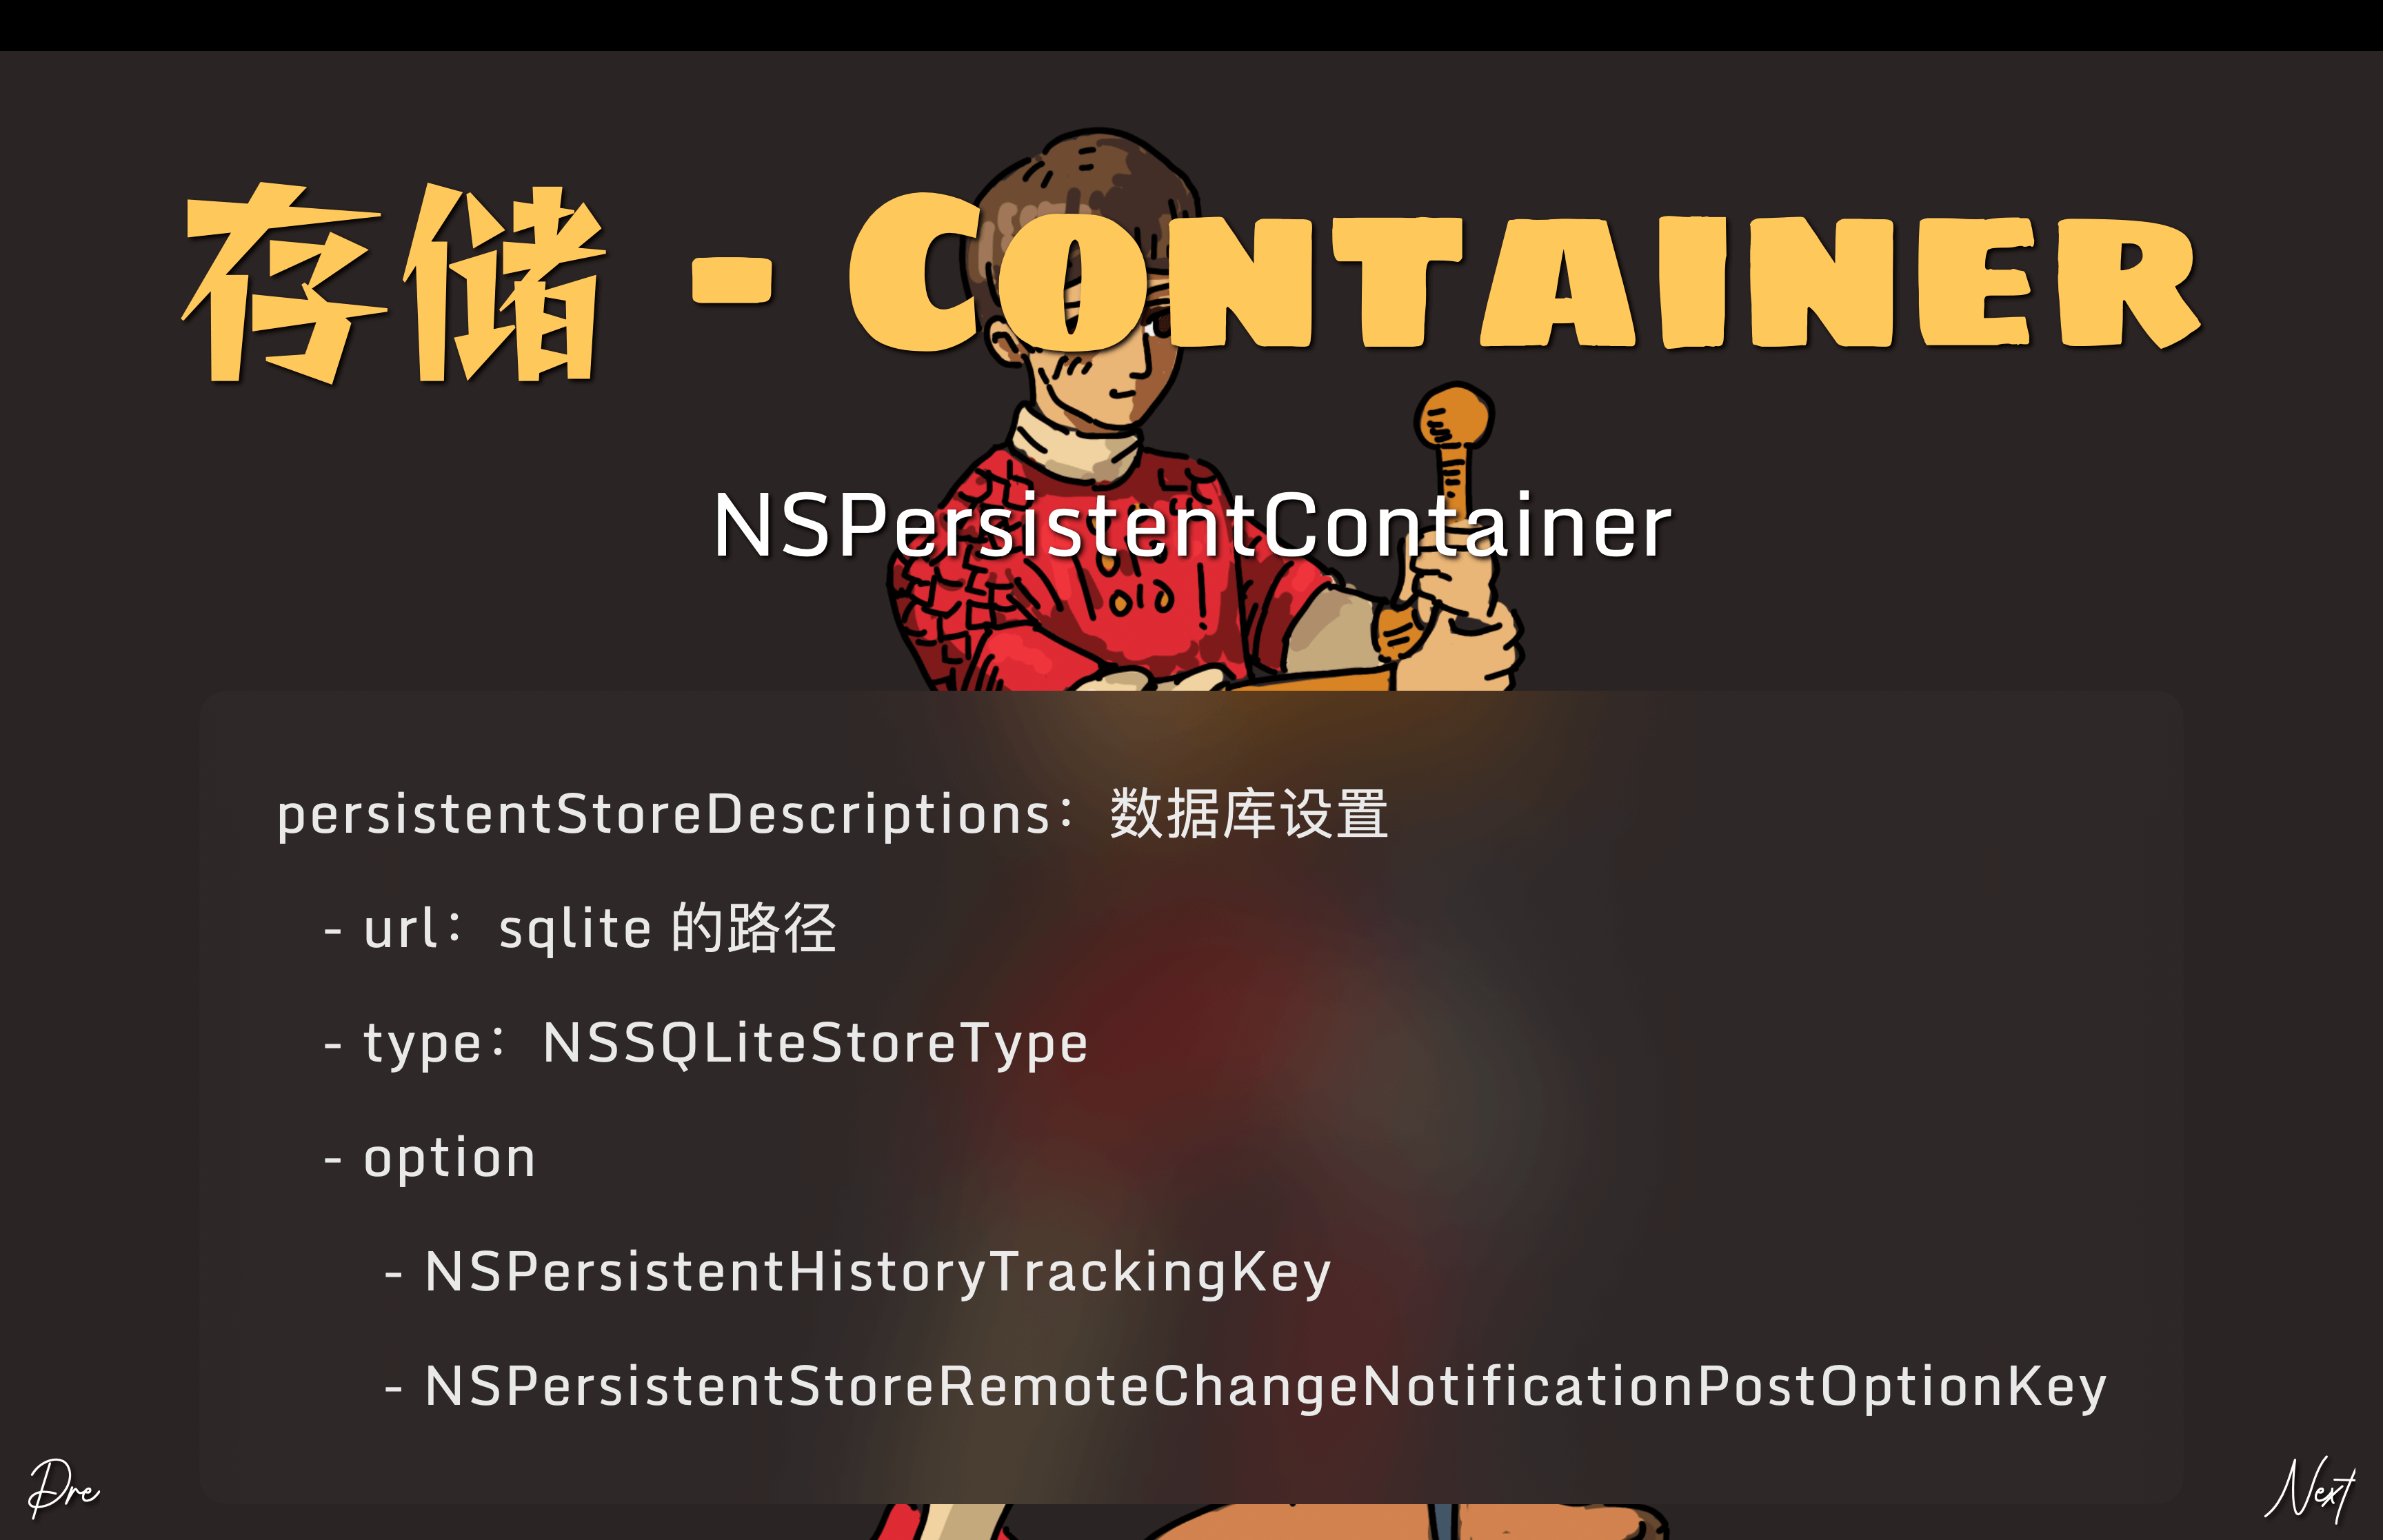 存储 - Container
NSPersistentContainer
persistentStoreDescriptions：数据库设置
- url：sqlite 的路径
- type：NSSQLiteStoreType
- option
- NSPersistentHistoryTrackingKey
- NSPersistentStoreRemoteChangeNotificationPostOptionKey
Pre
Next